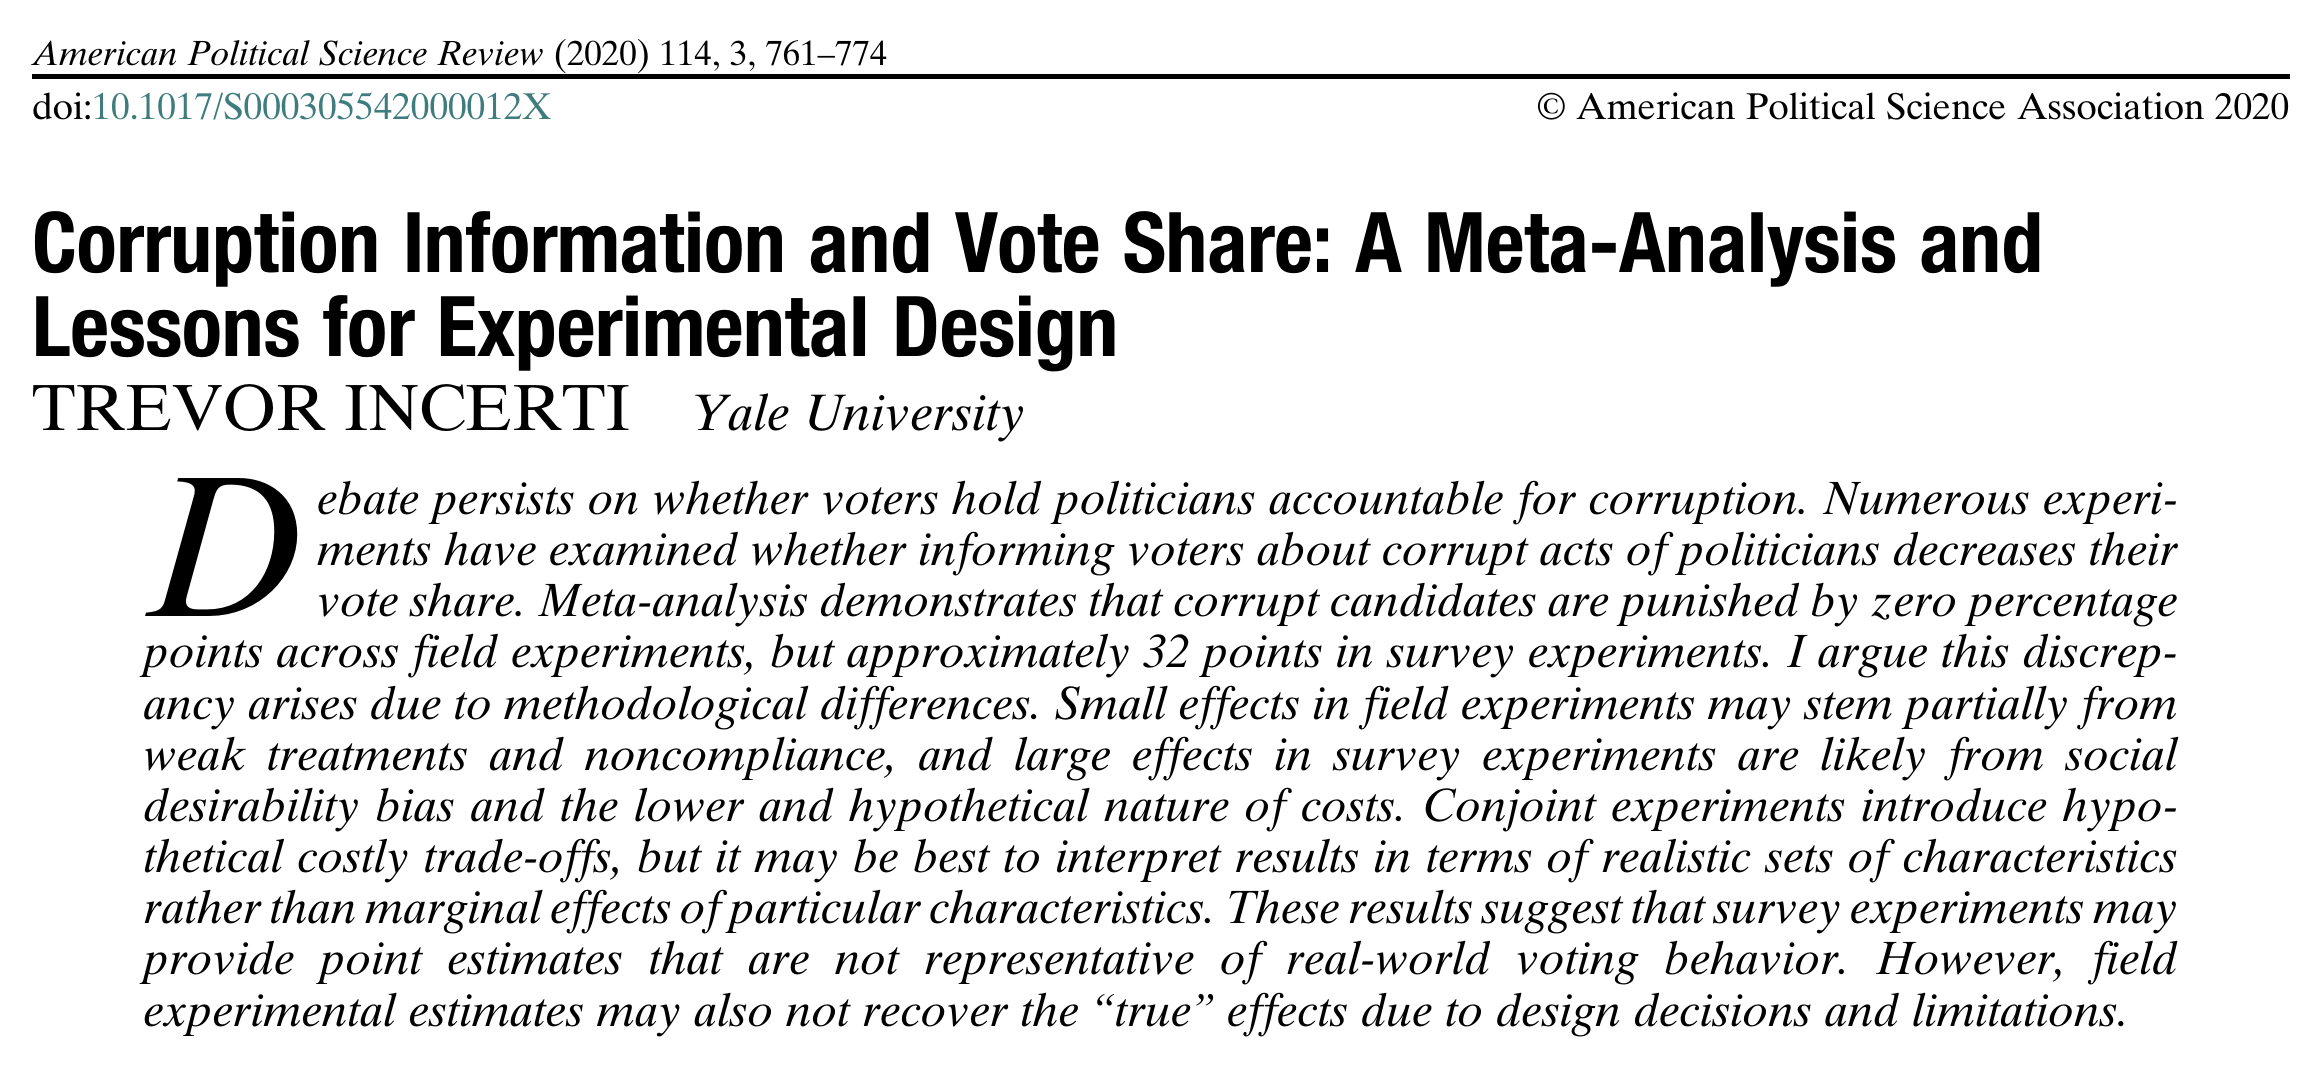 American Political Science Review (2020) 114, 3, 761–774
doi:10.1017/S000305542000012X
© American Political Science Association 2020
Corruption Information and Vote Share: A Meta-Analysis and
Lessons for Experimental Design
TREVOR INCERTI Yale University
Debate persists on whether voters hold politicians accountable for corruption. Numerous experi-
ments have examined whether informing voters about corrupt acts of politicians decreases their
vote share. Meta-analysis demonstrates that corrupt candidates are punished by zero percentage
points across field experiments, but approximately 32 points in survey experiments. I argue this discrep-
ancy arises due to methodological differences. Small effects in field experiments may stem partially from
weak treatments and noncompliance, and large effects in survey experiments are likely from social
desirability bias and the lower and hypothetical nature of costs. Conjoint experiments introduce hypo-
thetical costly trade-offs, but it may be best to interpret results in terms of realistic sets of characteristics
rather than marginal effects of particular characteristics. These results suggest that survey experiments may
provide point estimates that are not representative of real-world voting behavior. However, field
experimental estimates may also not recover the “true” effects due to design decisions and limitations.